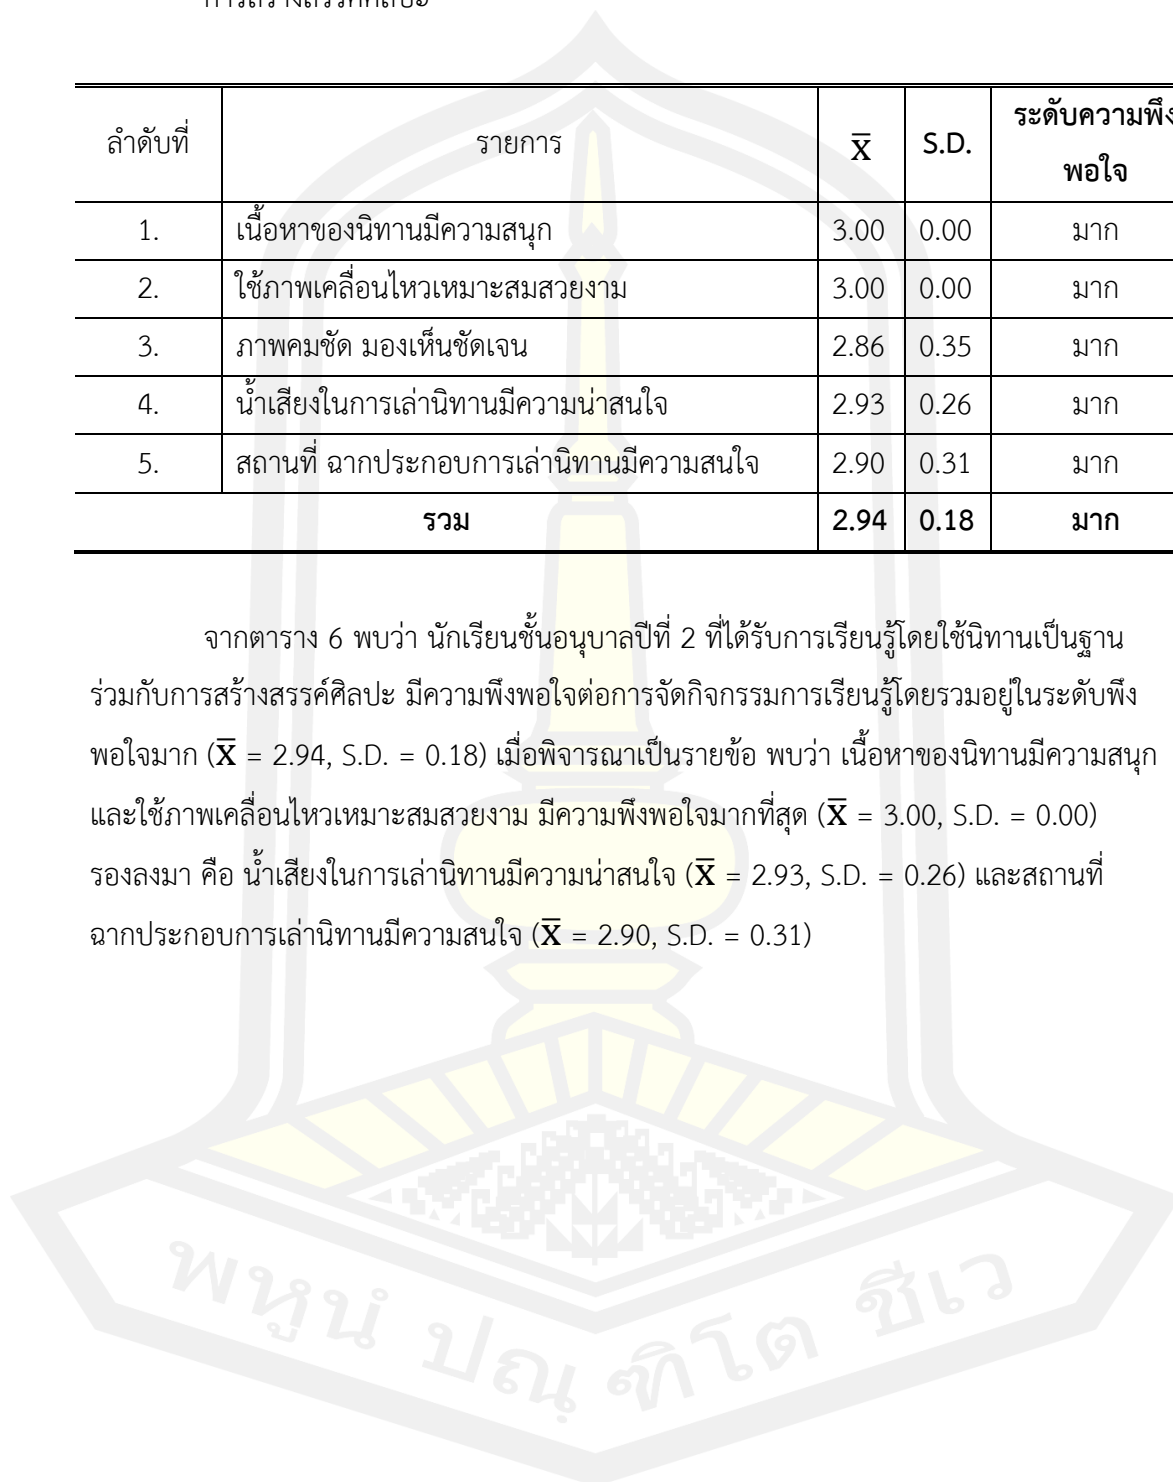 ลำดับที่ รายการ X̅ S.D. ระดับความพึง
พอใจ
1. เนื้อหาของนิทานมีความสนุก 3.00 0.00 มาก
2. ใช้ภาพเคลื่อนไหวเหมาะสมสวยงาม 3.00 0.00 มาก
3. ภาพคมชัด มองเห็นชัดเจน 2.86 0.35 มาก
4. น้ำเสียงในการเล่านิทานมีความน่าสนใจ 2.93 0.26 มาก
5. สถานที่ ฉากประกอบการเล่านิทานมีความสนใจ 2.90 0.31 มาก
รวม 2.94 0.18 มาก
จากตาราง 6 พบว่า นักเรียนชั้นอนุบาลปีที่ 2 ที่ได้รับการเรียนรู้โดยใช้นิทานเป็นฐาน
ร่วมกับการสร้างสรรค์ศิลปะ มีความพึงพอใจต่อการจัดกิจกรรมการเรียนรู้โดยรวมอยู่ในระดับพึง
พอใจมาก (X̅ = 2.94, S.D. = 0.18) เมื่อพิจารณาเป็นรายข้อ พบว่า เนื้อหาของนิทานมีความสนุก
และใช้ภาพเคลื่อนไหวเหมาะสมสวยงาม มีความพึงพอใจมากที่สุด (X̅ = 3.00, S.D. = 0.00)
รองลงมา คือ น้ำเสียงในการเล่านิทานมีความน่าสนใจ (X̅ = 2.93, S.D. = 0.26) และสถานที่
ฉากประกอบการเล่านิทานมีความสนใจ (X̅ = 2.90, S.D. = 0.31)
พหูนํ ปณฺฑิโต ชีเว